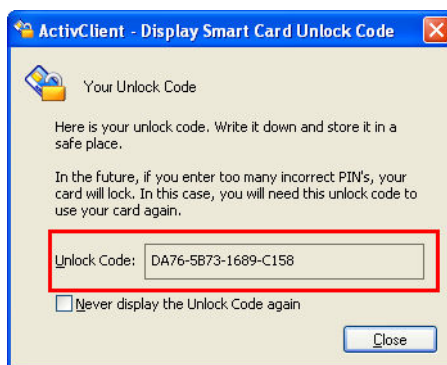 ActivClient - Display Smart Card Unlock Code
Your Unlock Code
Here is your unlock code. Write it down and store it in a
safe place.
In the future, if you enter too many incorrect PIN's, your
card will lock. In this case, you will need this unlock code to
use your card again.
Unlock Code: DA76-5B73-1689-C158
Never display the Unlock Code again
Close